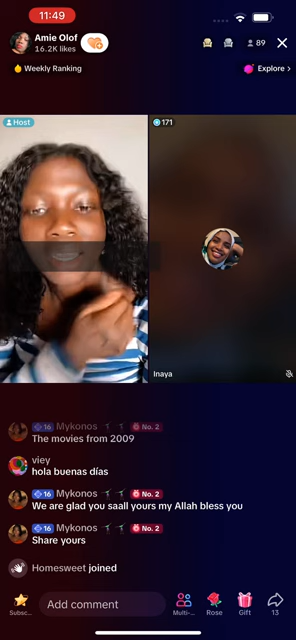 11:49
Amie Olof
16.2K likes
89
Weekly Ranking
Explore >
Host
171
Inaya
16 Mykonos No. 2
The movies from 2009
viey
hola buenas días
16 Mykonos No. 2
We are glad you saall yours my Allah bless you
16 Mykonos No. 2
Share yours
Homesweet joined
Subsc...
Add comment
Multi-...
Rose
Gift
13